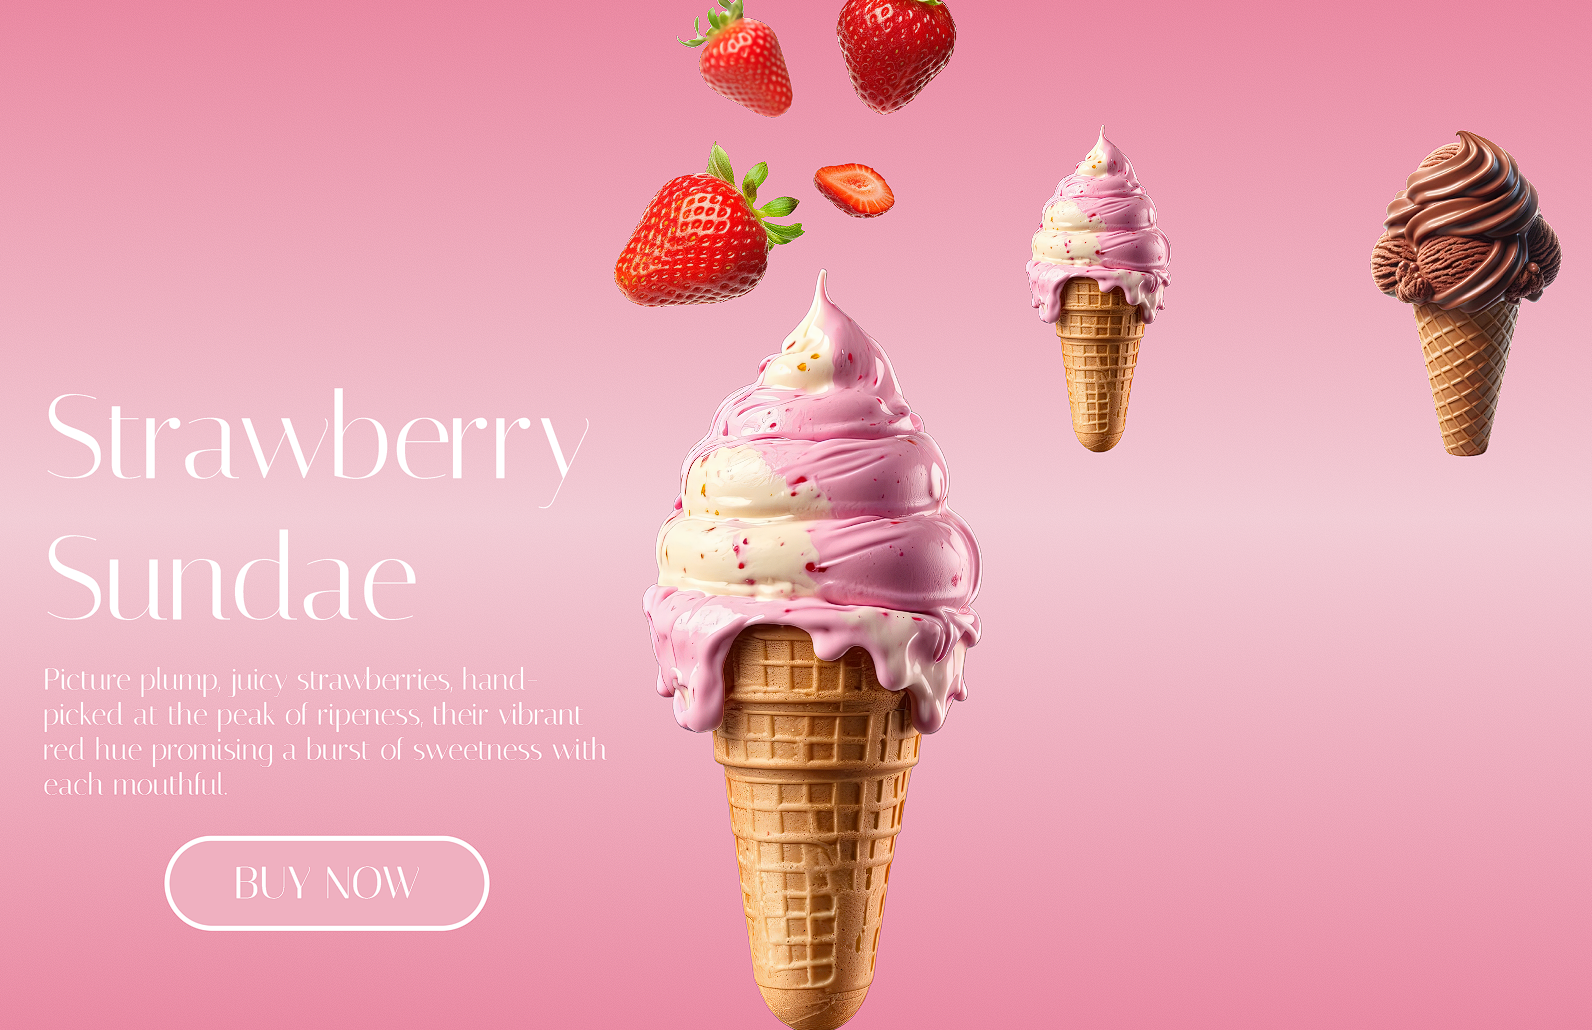 Strawberry
Sundae
Picture plump, juicy strawberries, hand-
picked at the peak of ripeness, their vibrant
red hue promising a burst of sweetness with
each mouthful.
BUY NOW